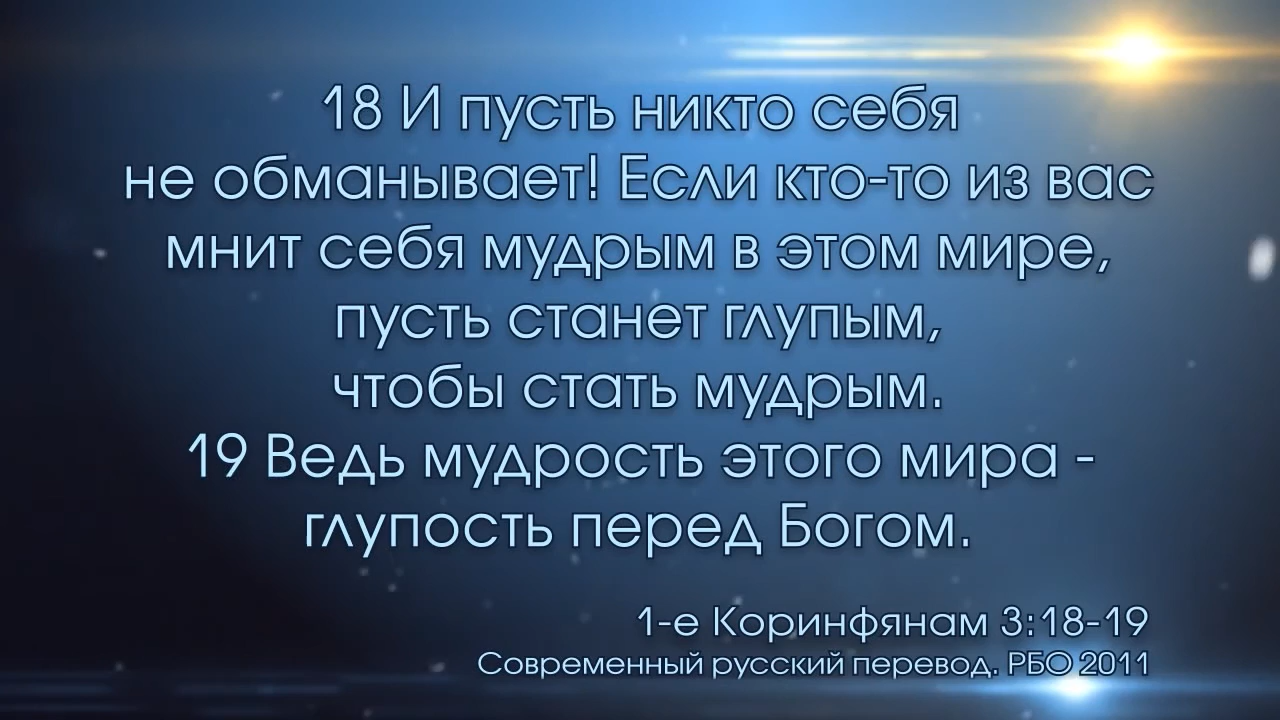 18 И пусть никто себя
не обманывает! Если кто-то из вас
мнит себя мудрым в этом мире,
пусть станет глупым,
чтобы стать мудрым.
19 Ведь мудрость этого мира -
глупость перед Богом.
1-е Коринфянам 3:18-19
Современный русский перевод. РБО 2011